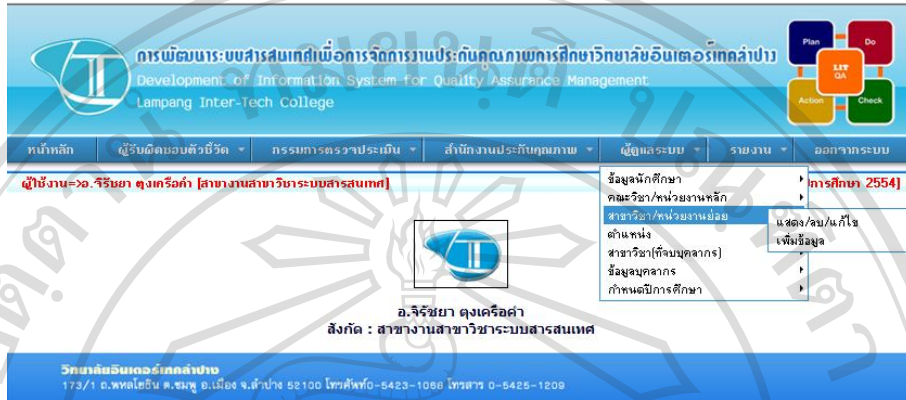 การพัฒนาระบบสารสนเทศเพื่อการจัดการงานประกันคุณภาพการศึกษาวิทยาลัยอินเตอร์เทคลำปาง
Development of Information System for Quality Assurance Management
Lampang Inter-Tech College
Plan Do
LIT
QA
Action Check
หน้าหลัก ผู้รับผิดชอบตัวชี้วัด กรรมการตรวจประเมิน สำนักงานประกันคุณภาพ ผู้ดูแลระบบ รายงาน ออกจากระบบ
ผู้ใช้งาน=>อ.จิรัชยา ตุงเครือคำ [สาขางานสาขาวิชาระบบสารสนเทศ] การศึกษา 2554]
ข้อมูลนักศึกษา
คณะวิชา/หน่วยงานหลัก
สาขาวิชา/หน่วยงานย่อย
ตำแหน่ง
สาขาวิชา(ที่จบบุคลากร)
ข้อมูลบุคลากร
กำหนดปีการศึกษา
แสดง/ลบ/แก้ไข
เพิ่มข้อมูล
อ.จิรัชยา ตุงเครือคำ
สังกัด : สาขางานสาขาวิชาระบบสารสนเทศ
วิทยาลัยอินเตอร์เทคลำปาง
173/1 ถ.พหลโยธิน ต.ชมพู อ.เมือง จ.ลำปาง 52100 โทรศัพท์0-5423-1066 โทรสาร 0-5425-1209